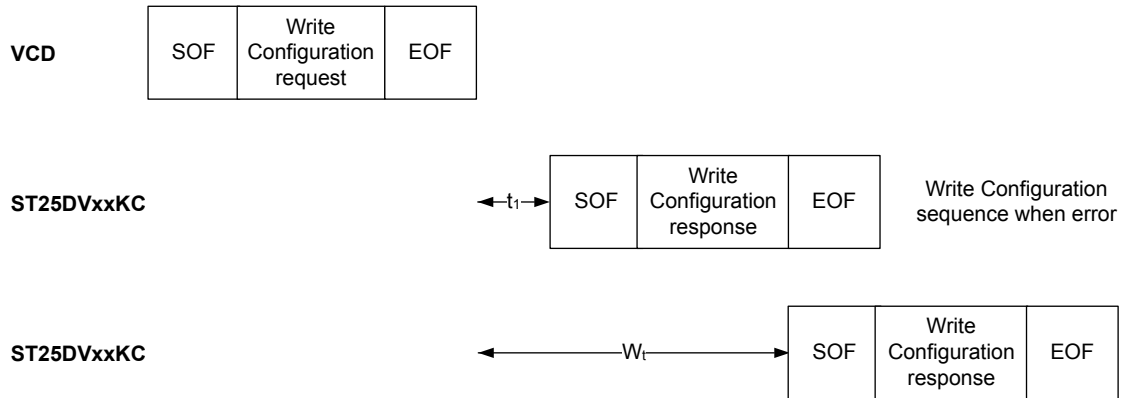 VCD
SOF
Write
Configuration
request
EOF
ST25DVxxKC
t1
SOF
Write
Configuration
response
EOF
Write Configuration
sequence when error
ST25DVxxKC
Wt
SOF
Write
Configuration
response
EOF